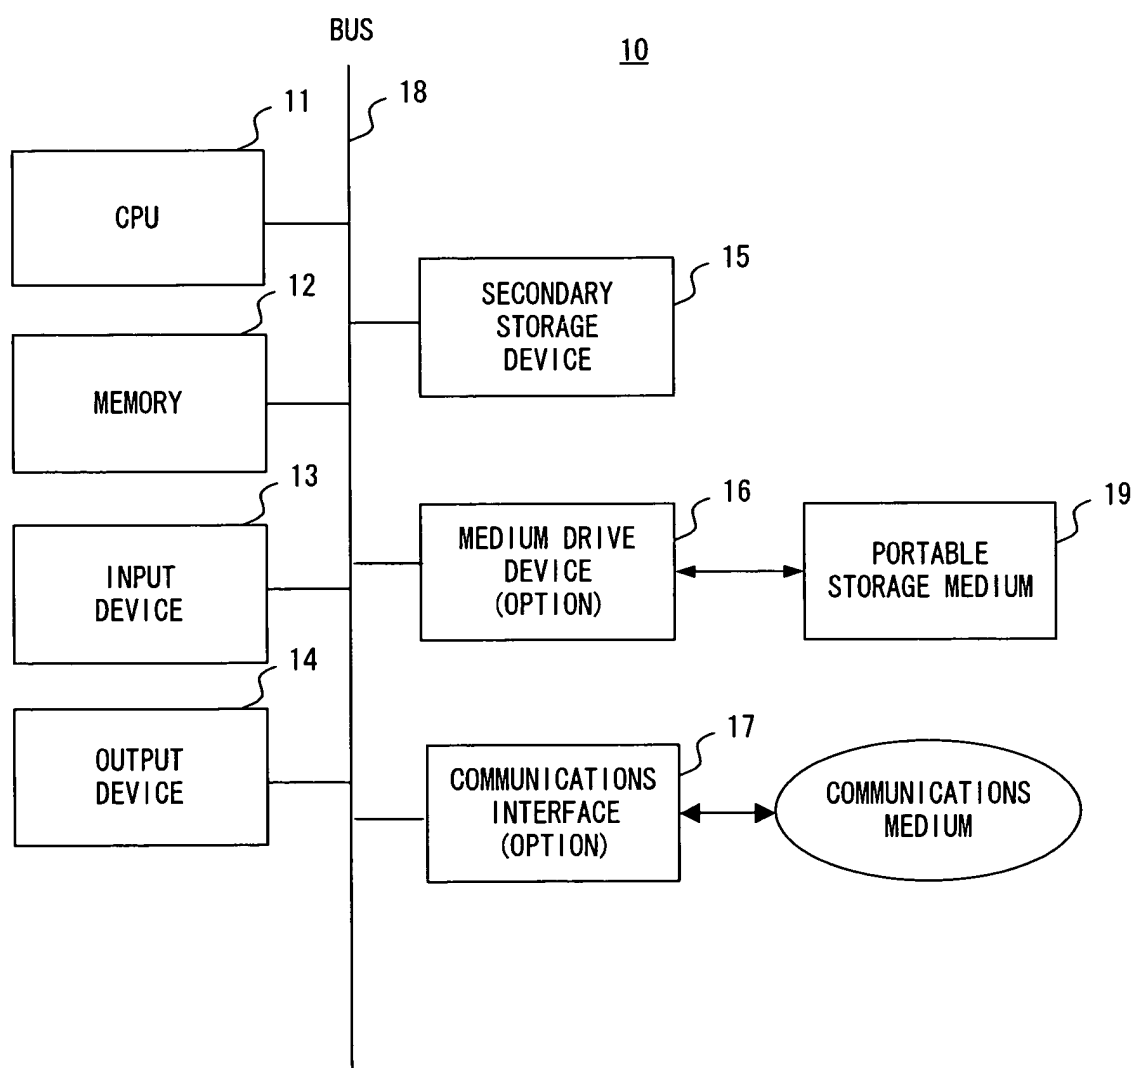 BUS
10
18
11
CPU
12
MEMORY
13
INPUT
DEVICE
14
OUTPUT
DEVICE
15
SECONDARY
STORAGE
DEVICE
16
MEDIUM DRIVE
DEVICE
(OPTION)
19
PORTABLE
STORAGE MEDIUM
17
COMMUNICATIONS
INTERFACE
(OPTION)
COMMUNICATIONS
MEDIUM